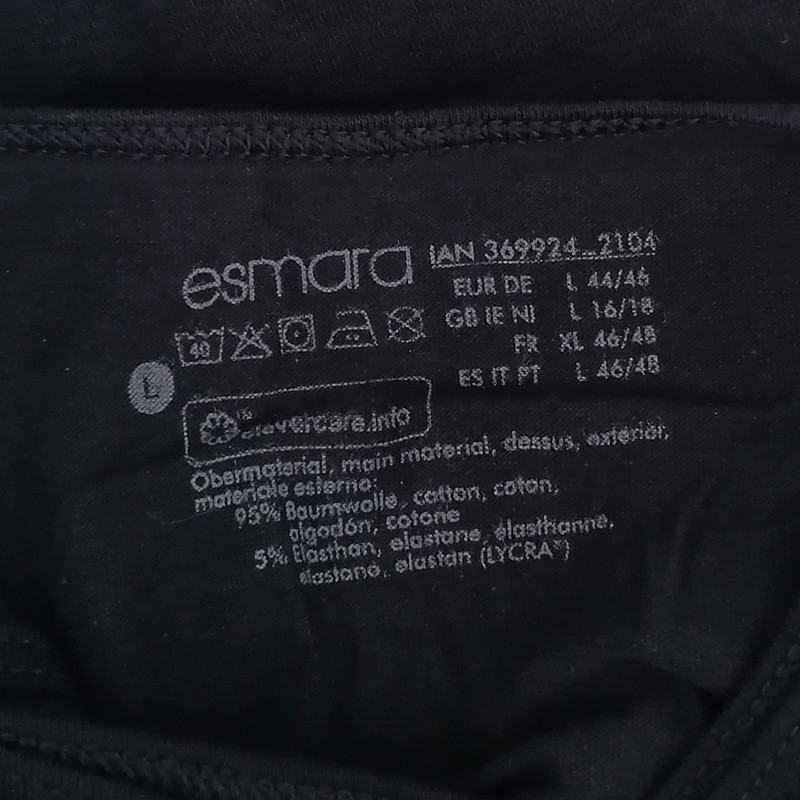 esmara
IAN 369924_2104
EUR DE L 44/46
GB IE NI L 16/18
FR XL 46/48
ES IT PT L 46/48
40
L
clevercare.info
Obermaterial, main material, dessus, exterior,
materiale esterno:
95% Baumwolle, cotton, coton,
algodón, cotone
5% Elasthan, elastane, élasthanne,
elastano, elastan (LYCRA®)